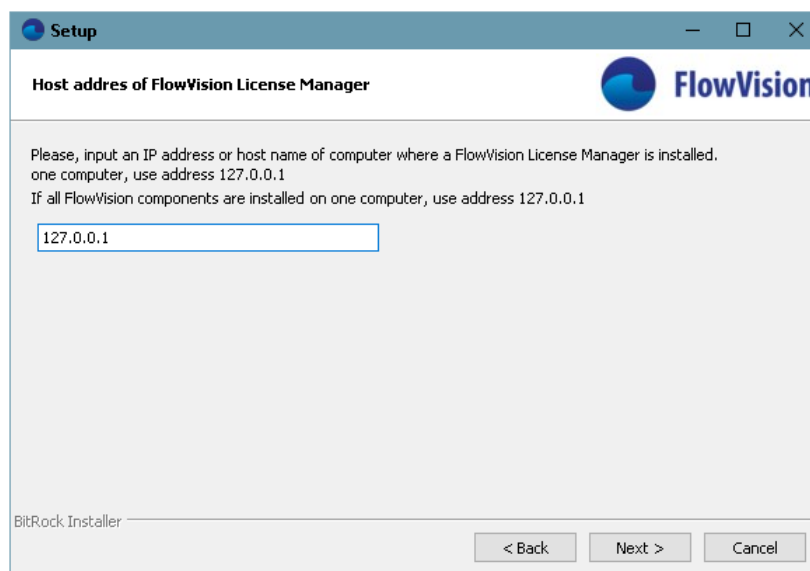 Setup
Host addres of FlowVision License Manager
FlowVision
Please, input an IP address or host name of computer where a FlowVision License Manager is installed.
one computer, use address 127.0.0.1
If all FlowVision components are installed on one computer, use address 127.0.0.1
127.0.0.1
BitRock Installer
< Back
Next >
Cancel